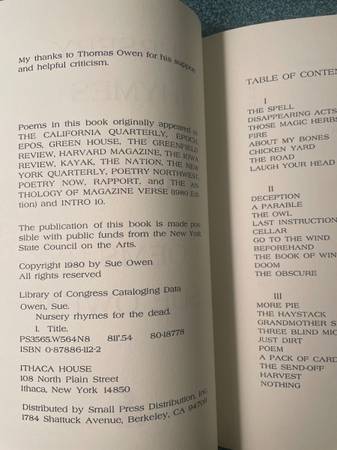 My thanks to Thomas Owen for his support
and helpful criticism.
Poems in this book originally appeared in
THE CALIFORNIA QUARTERLY, EPOCH,
EPOS, GREEN HOUSE, THE GREENFIELD
REVIEW, HARVARD MAGAZINE, THE IOWA
REVIEW, KAYAK, THE NATION, THE NEW
YORK QUARTERLY, POETRY NORTHWEST,
POETRY NOW, RAPPORT, and THE AN-
THOLOGY OF MAGAZINE VERSE (1980 Edi-
tion) and INTRO 10.
The publication of this book is made pos-
sible with public funds from the New York
State Council on the Arts.
Copyright 1980 by Sue Owen
All rights reserved
Library of Congress Cataloging Data
Owen, Sue.
Nursery rhymes for the dead.
I. Title.
PS3565.W564N8 811'.54 80-18778
ISBN 0-87886-112-2
ITHACA HOUSE
108 North Plain Street
Ithaca, New York 14850
Distributed by Small Press Distribution, Inc.
1784 Shattuck Avenue, Berkeley, CA 94709
TABLE OF CONTE
I
THE SPELL
DISAPPEARING ACTS
THOSE MAGIC HERBS
FIRE
ABOUT MY BONES
CHICKEN YARD
THE ROAD
LAUGH YOUR HEAD
II
DECEPTION
A PARABLE
THE OWL
LAST INSTRUCTION
CELLAR
GO TO THE WIND
BEFOREHAND
THE BOOK OF WIN
DOOM
THE OBSCURE
III
MORE PIE
THE HAYSTACK
GRANDMOTHER S
THREE BLIND MIC
JUST DIRT
POEM
A PACK OF CARD
THE SEND-OFF
HARVEST
NOTHING